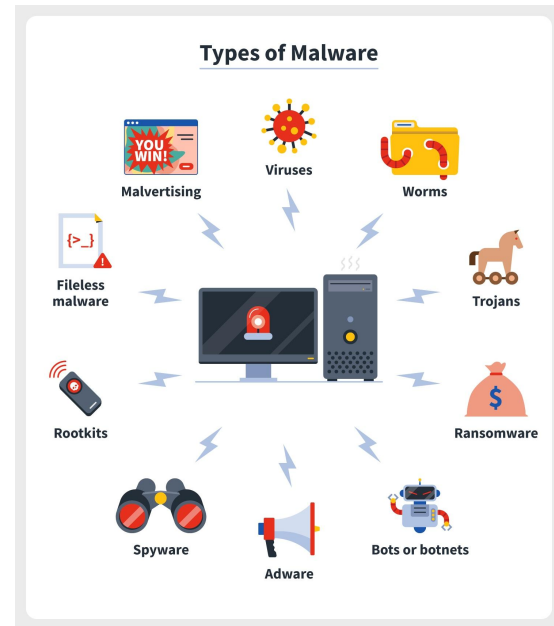 Types of Malware
YOU
WIN!
Malvertising
Viruses
Worms
{>_}
!
Fileless
malware
Trojans
Rootkits
$
Ransomware
Spyware
Adware
Bots or botnets